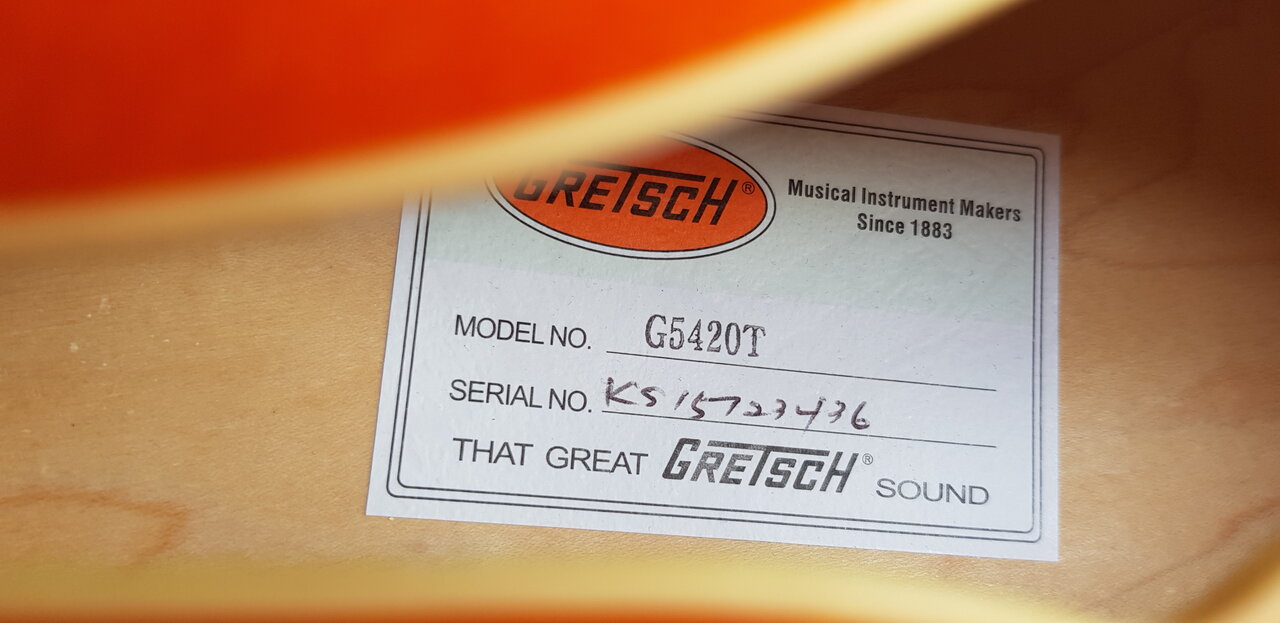 GRETSCH®
Musical Instrument Makers
Since 1883
MODEL NO. G5420T
SERIAL NO. KS15723436
THAT GREAT GRETSCH® SOUND